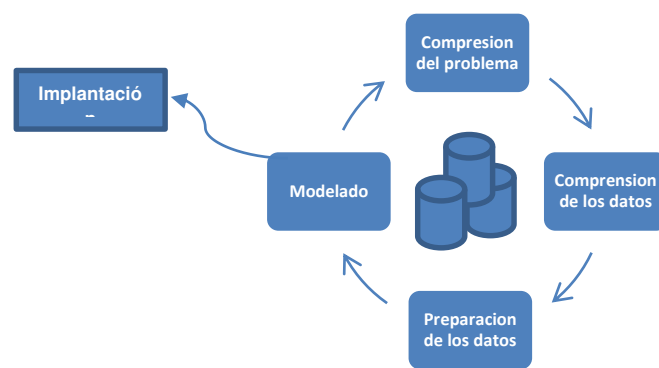 Compresion
del problema
Implantació
n
Modelado
Comprension
de los datos
Preparacion
de los datos